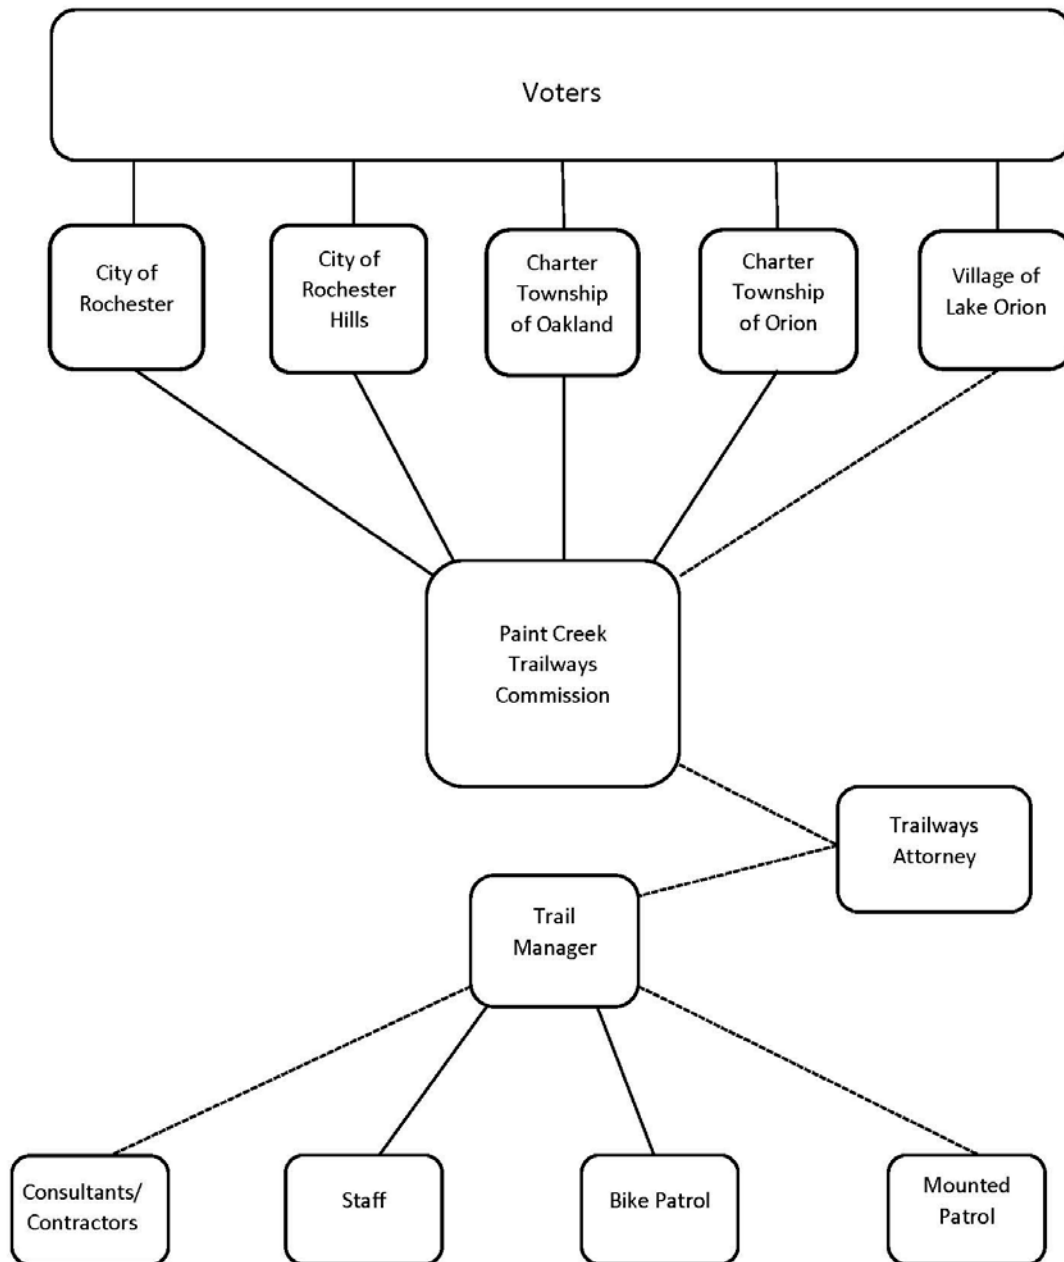 Voters
City of
Rochester
City of
Rochester
Hills
Charter
Township
of Oakland
Charter
Township
of Orion
Village of
Lake Orion
Paint Creek
Trailways
Commission
Trailways
Attorney
Trail
Manager
Consultants/
Contractors
Staff
Bike Patrol
Mounted
Patrol